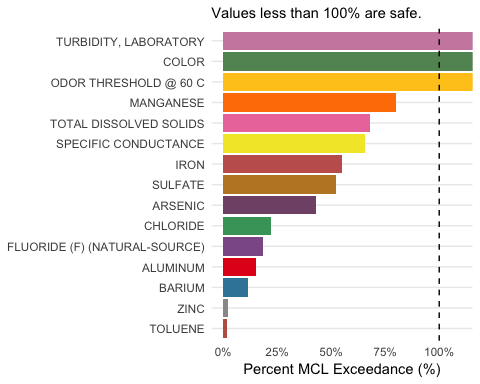 Values less than 100% are safe.
TURBIDITY, LABORATORY
COLOR
ODOR THRESHOLD @ 60 C
MANGANESE
TOTAL DISSOLVED SOLIDS
SPECIFIC CONDUCTANCE
IRON
SULFATE
ARSENIC
CHLORIDE
FLUORIDE (F) (NATURAL-SOURCE)
ALUMINUM
BARIUM
ZINC
TOLUENE
0% 25% 50% 75% 100%
Percent MCL Exceedance (%)